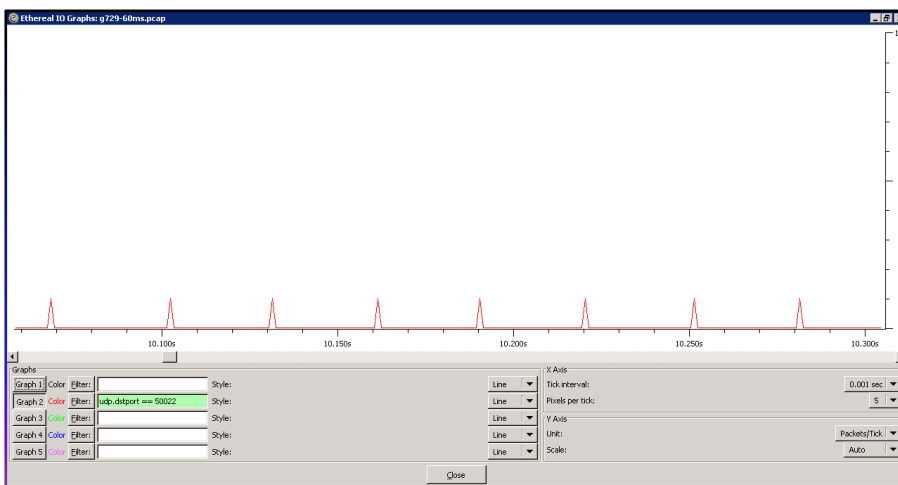 Ethereal IO Graphs: g729-60ms.pcap
10.100s 10.150s 10.200s 10.250s 10.300s
Graphs
Graph 1 Color Filter: Style: Line
Graph 2 Color Filter: udp.dstport == 50022 Style: Line
Graph 3 Color Filter: Style: Line
Graph 4 Color Filter: Style: Line
Graph 5 Color Filter: Style: Line
X Axis
Tick interval: 0.001 sec
Pixels per tick: 5
Y Axis
Unit: Packets/Tick
Scale: Auto
Close